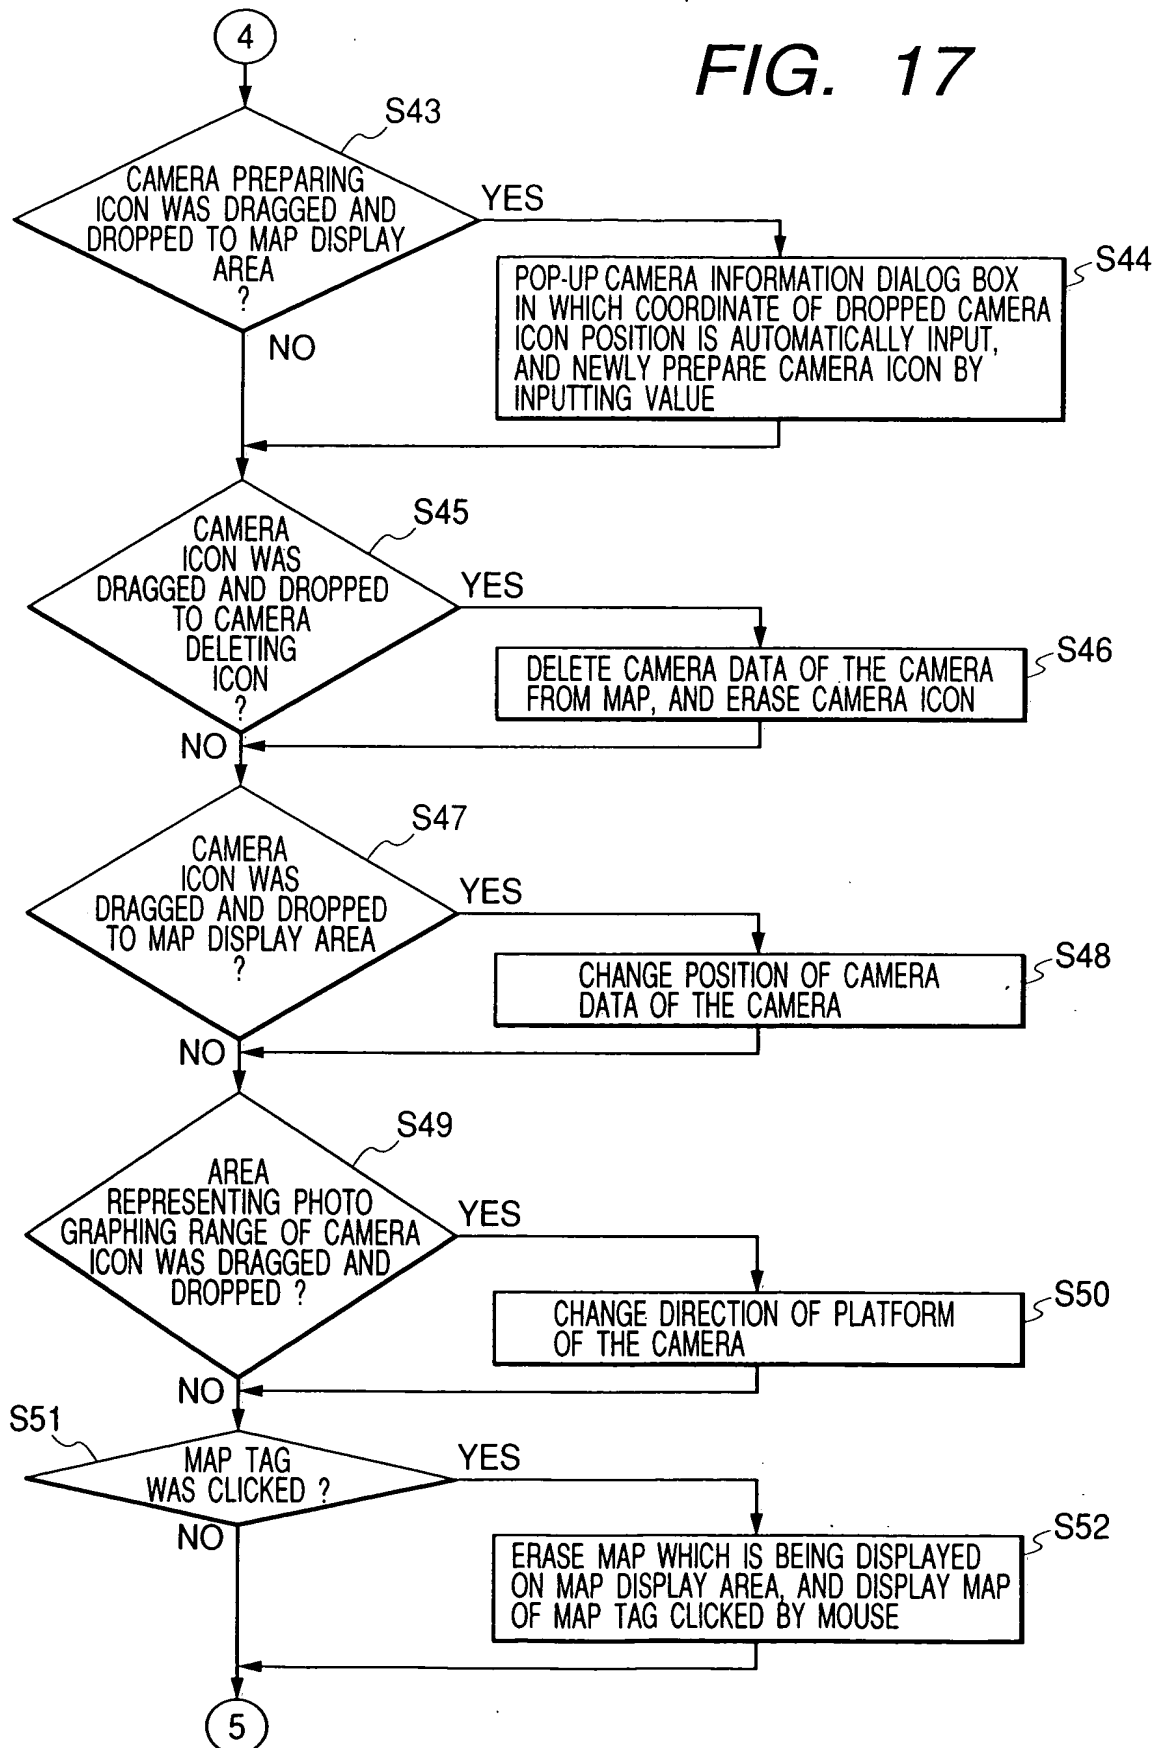 4
FIG. 17
S43
CAMERA PREPARING
ICON WAS DRAGGED AND
DROPPED TO MAP DISPLAY
AREA
?
YES
NO
S44
POP-UP CAMERA INFORMATION DIALOG BOX
IN WHICH COORDINATE OF DROPPED CAMERA
ICON POSITION IS AUTOMATICALLY INPUT,
AND NEWLY PREPARE CAMERA ICON BY
INPUTTING VALUE
S45
CAMERA
ICON WAS
DRAGGED AND DROPPED
TO CAMERA
DELETING
ICON
?
YES
NO
S46
DELETE CAMERA DATA OF THE CAMERA
FROM MAP, AND ERASE CAMERA ICON
S47
CAMERA
ICON WAS
DRAGGED AND DROPPED
TO MAP DISPLAY AREA
?
YES
NO
S48
CHANGE POSITION OF CAMERA
DATA OF THE CAMERA
S49
AREA
REPRESENTING PHOTO
GRAPHING RANGE OF CAMERA
ICON WAS DRAGGED AND
DROPPED ?
YES
NO
S50
CHANGE DIRECTION OF PLATFORM
OF THE CAMERA
S51
MAP TAG
WAS CLICKED ?
YES
NO
S52
ERASE MAP WHICH IS BEING DISPLAYED
ON MAP DISPLAY AREA, AND DISPLAY MAP
OF MAP TAG CLICKED BY MOUSE
5